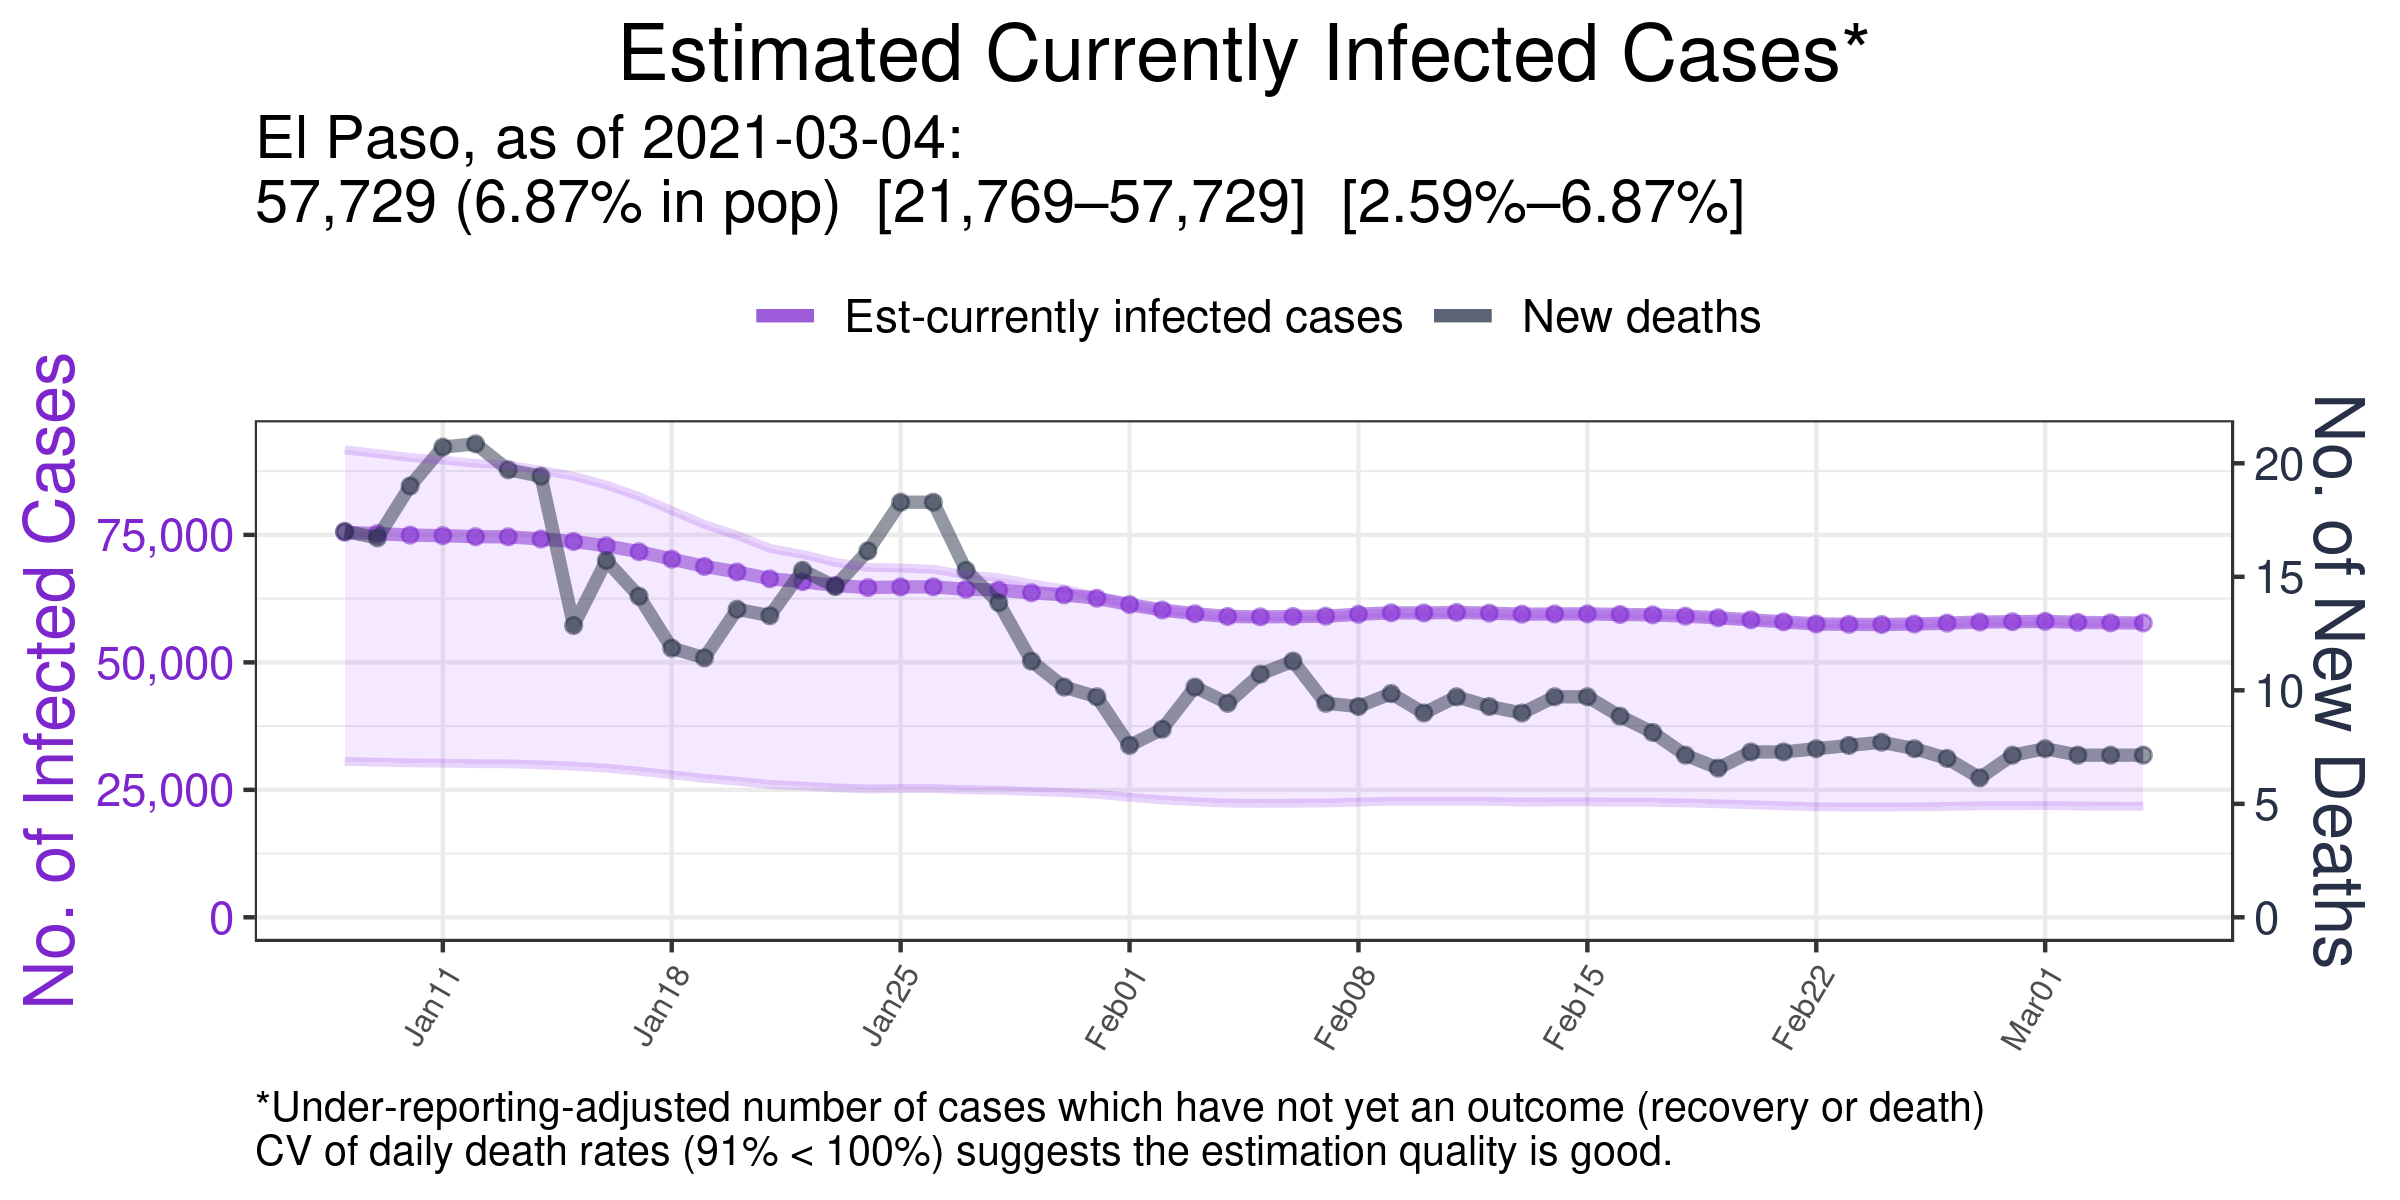 Estimated Currently Infected Cases*
El Paso, as of 2021-03-04:
57,729 (6.87% in pop)  [21,769–57,729]  [2.59%–6.87%]
Est-currently infected cases
New deaths
No. of Infected Cases
75,000
50,000
25,000
0
20
15
10
5
0
No. of New Deaths
Jan11
Jan18
Jan25
Feb01
Feb08
Feb15
Feb22
Mar01
*Under-reporting-adjusted number of cases which have not yet an outcome (recovery or death)
CV of daily death rates (91% < 100%) suggests the estimation quality is good.